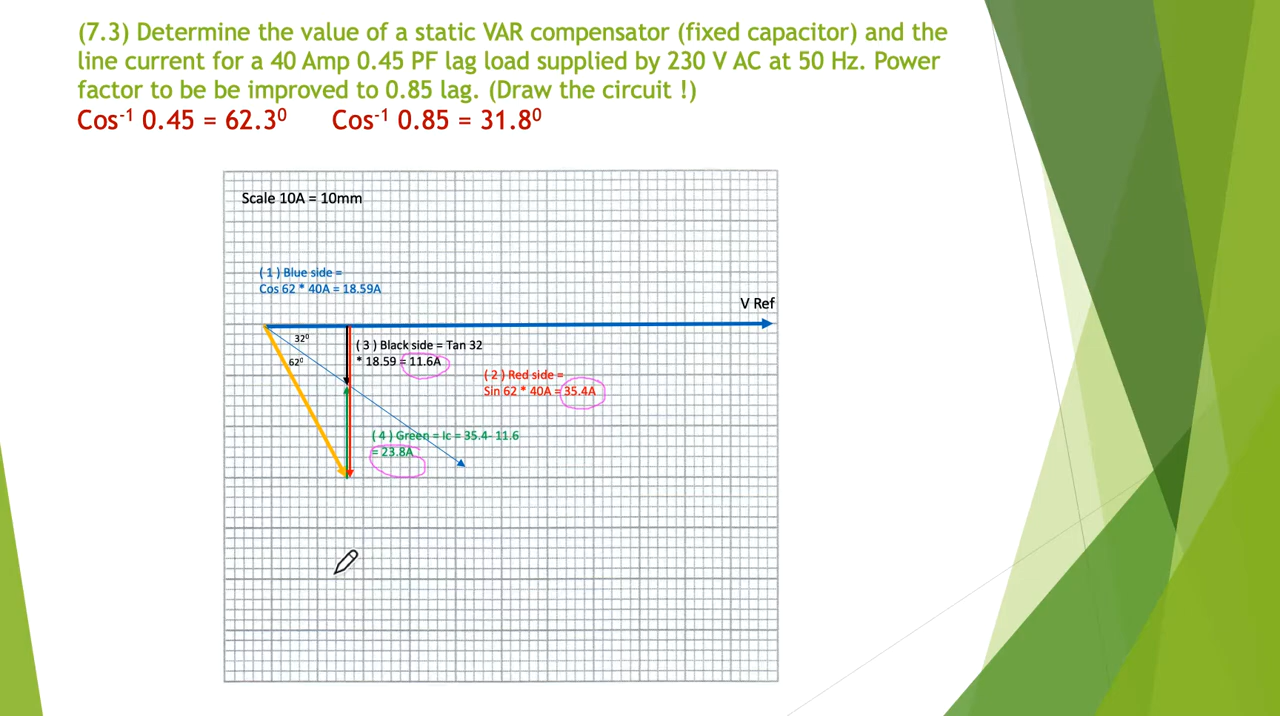 (7.3) Determine the value of a static VAR compensator (fixed capacitor) and the
line current for a 40 Amp 0.45 PF lag load supplied by 230 V AC at 50 Hz. Power
factor to be be improved to 0.85 lag. (Draw the circuit !)
Cos⁻¹ 0.45 = 62.3⁰ Cos⁻¹ 0.85 = 31.8⁰
Scale 10A = 10mm
( 1 ) Blue side =
Cos 62 * 40A = 18.59A
V Ref
32⁰
62⁰
( 3 ) Black side = Tan 32
* 18.59 = 11.6A
( 2 ) Red side =
Sin 62 * 40A = 35.4A
( 4 ) Green = Ic = 35.4- 11.6
= 23.8A